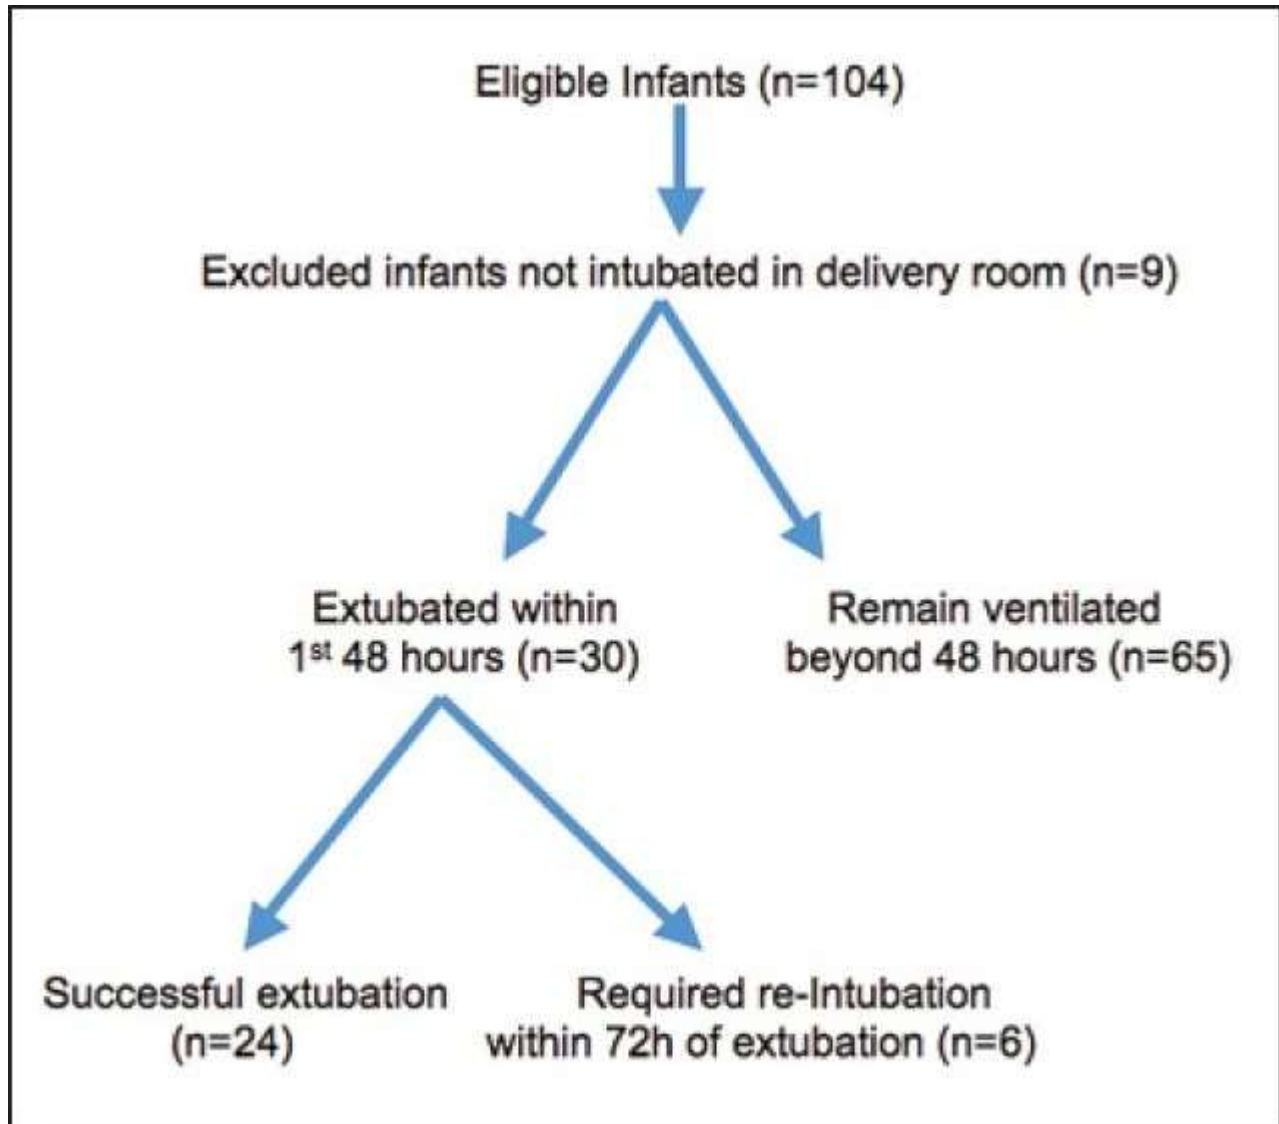 Eligible Infants (n=104)
Excluded infants not intubated in delivery room (n=9)
Extubated within
1st 48 hours (n=30)
Remain ventilated
beyond 48 hours (n=65)
Successful extubation
(n=24)
Required re-Intubation
within 72h of extubation (n=6)